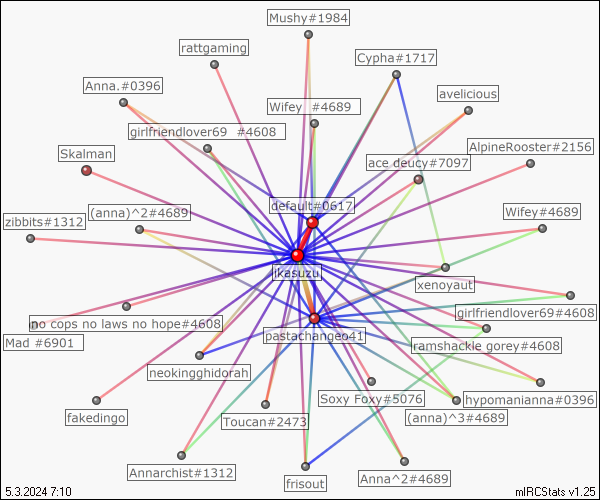 Mushy#1984
rattgaming
Cypha#1717
Anna.#0396
avelicious
Wifey #4689
girlfriendlover69 #4608
AlpineRooster#2156
Skalman
ace deucy#7097
default#0617
zibbits#1312
(anna)^2#4689
Wifey#4689
ikasuzu
xenoyaut
girlfriendlover69#4608
no cops no laws no hope#4608
Mad #6901
pastachangeo41
ramshackle gorey#4608
neokingghidorah
Soxy Foxy#5076
hypomanianna#0396
fakedingo
Toucan#2473
(anna)^3#4689
Annarchist#1312
frisout
Anna^2#4689
5.3.2024 7:10
mIRCStats v1.25